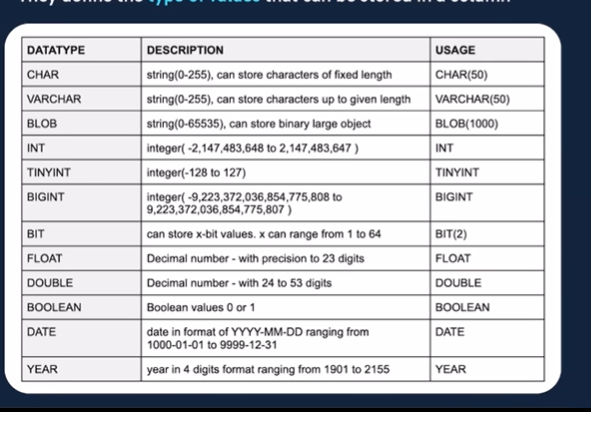 They define the type of values that can be stored in a column
DATATYPE DESCRIPTION USAGE
CHAR string(0-255), can store characters of fixed length CHAR(50)
VARCHAR string(0-255), can store characters up to given length VARCHAR(50)
BLOB string(0-65535), can store binary large object BLOB(1000)
INT integer( -2,147,483,648 to 2,147,483,647 ) INT
TINYINT integer(-128 to 127) TINYINT
BIGINT integer( -9,223,372,036,854,775,808 to BIGINT
9,223,372,036,854,775,807 )
BIT can store x-bit values. x can range from 1 to 64 BIT(2)
FLOAT Decimal number - with precision to 23 digits FLOAT
DOUBLE Decimal number - with 24 to 53 digits DOUBLE
BOOLEAN Boolean values 0 or 1 BOOLEAN
DATE date in format of YYYY-MM-DD ranging from DATE
1000-01-01 to 9999-12-31
YEAR year in 4 digits format ranging from 1901 to 2155 YEAR